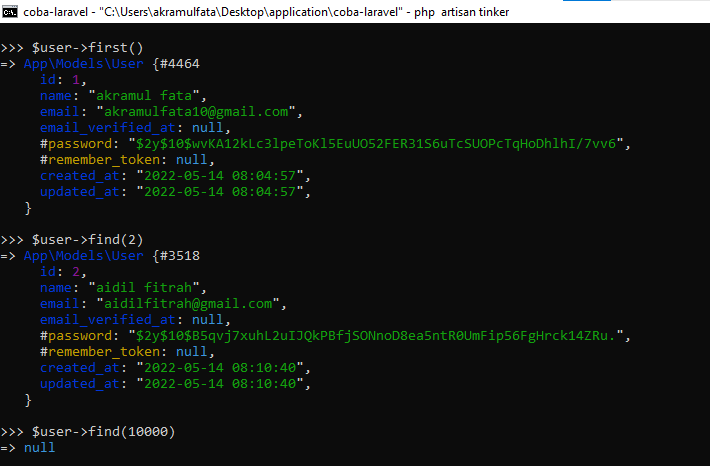 coba-laravel - "C:\Users\akramulfata\Desktop\application\coba-laravel" - php artisan tinker
>>> $user->first()
=> App\Models\User {#4464
id: 1,
name: "akramul fata",
email: "akramulfata10@gmail.com",
email_verified_at: null,
#password: "$2y$10$wvKA12kLc3lpeToKl5EuUO52FER31S6uTcSUOPcTqHoDhlhI/7vv6",
#remember_token: null,
created_at: "2022-05-14 08:04:57",
updated_at: "2022-05-14 08:04:57",
}
>>> $user->find(2)
=> App\Models\User {#3518
id: 2,
name: "aidil fitrah",
email: "aidilfitrah@gmail.com",
email_verified_at: null,
#password: "$2y$10$B5qvj7xuhL2uIJQkPBfjSONnoD8ea5ntR0UmFip56FgHrck14ZRu.",
#remember_token: null,
created_at: "2022-05-14 08:10:40",
updated_at: "2022-05-14 08:10:40",
}
>>> $user->find(10000)
=> null